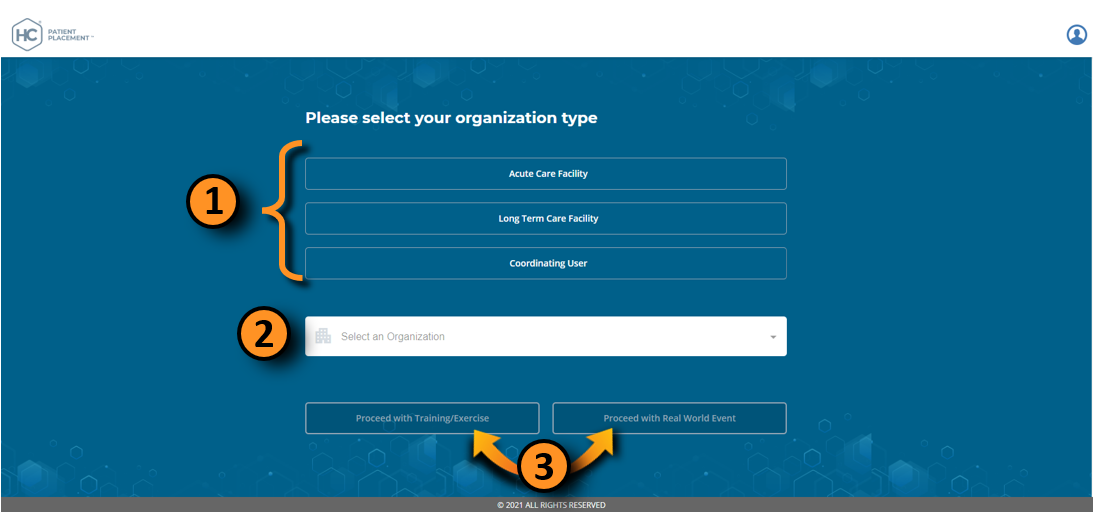 HC PATIENT
PLACEMENT™
Please select your organization type
1
Acute Care Facility
Long Term Care Facility
Coordinating User
2
Select an Organization
Proceed with Training/Exercise
Proceed with Real World Event
3
© 2021 ALL RIGHTS RESERVED